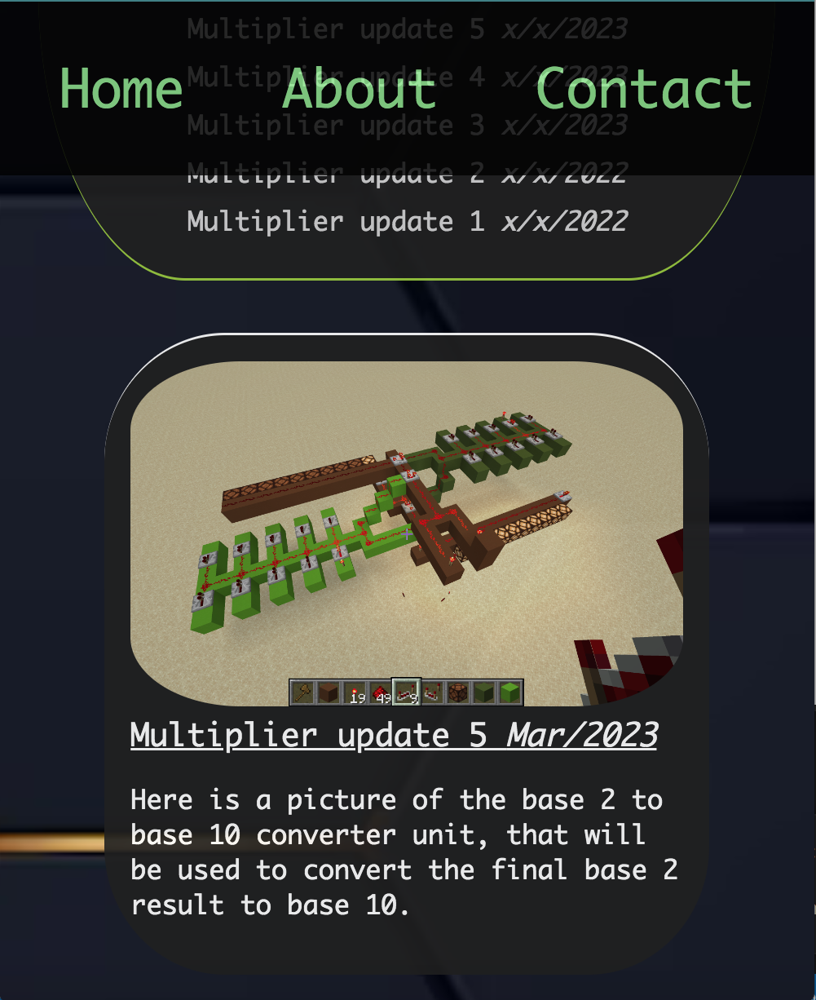 Multiplier update 5 x/x/2023
Home About Contact
Multiplier update 4 x/x/2023
Multiplier update 3 x/x/2023
Multiplier update 2 x/x/2022
Multiplier update 1 x/x/2022
19 49 9
Multiplier update 5 Mar/2023
Here is a picture of the base 2 to
base 10 converter unit, that will
be used to convert the final base 2
result to base 10.